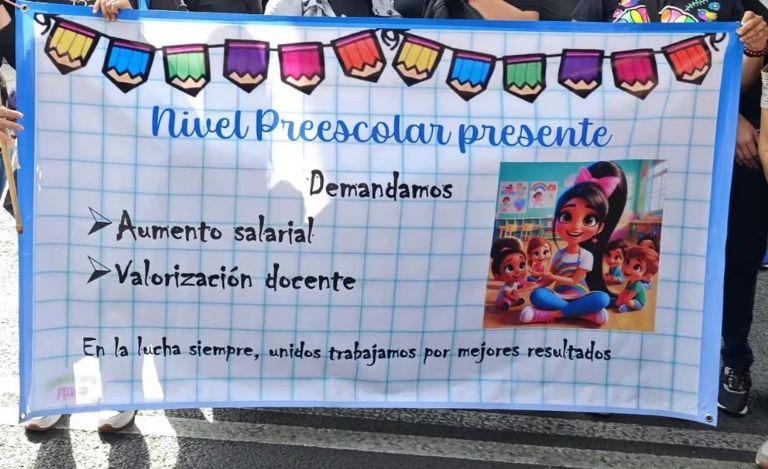 Nivel Preescolar presente
Demandamos
Aumento salarial
Valorización docente
En la lucha siempre, unidos trabajamos por mejores resultados